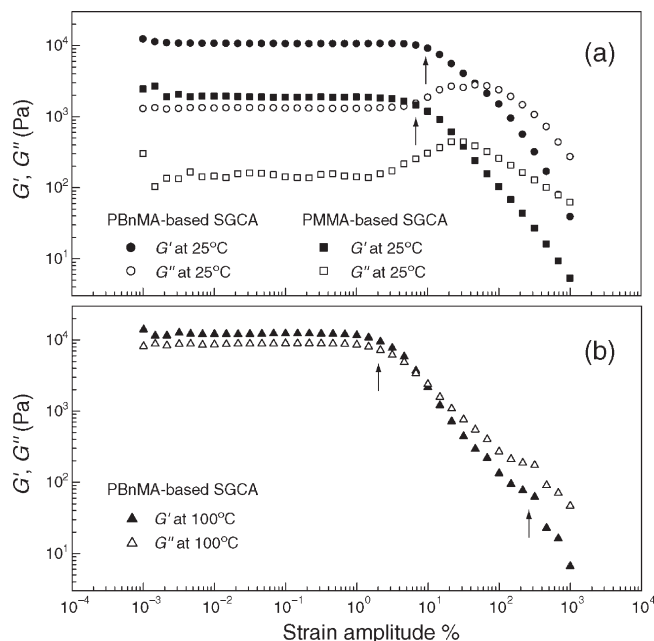 (a)
10⁴
10³
10²
10¹
G′, G″ (Pa)
PBnMA-based SGCA PMMA-based SGCA
G′ at 25°C G′ at 25°C
G″ at 25°C G″ at 25°C
(b)
10⁴
10³
10²
10¹
G′, G″ (Pa)
PBnMA-based SGCA
G′ at 100°C
G″ at 100°C
10⁻⁴ 10⁻³ 10⁻² 10⁻¹ 10⁰ 10¹ 10² 10³ 10⁴
Strain amplitude %